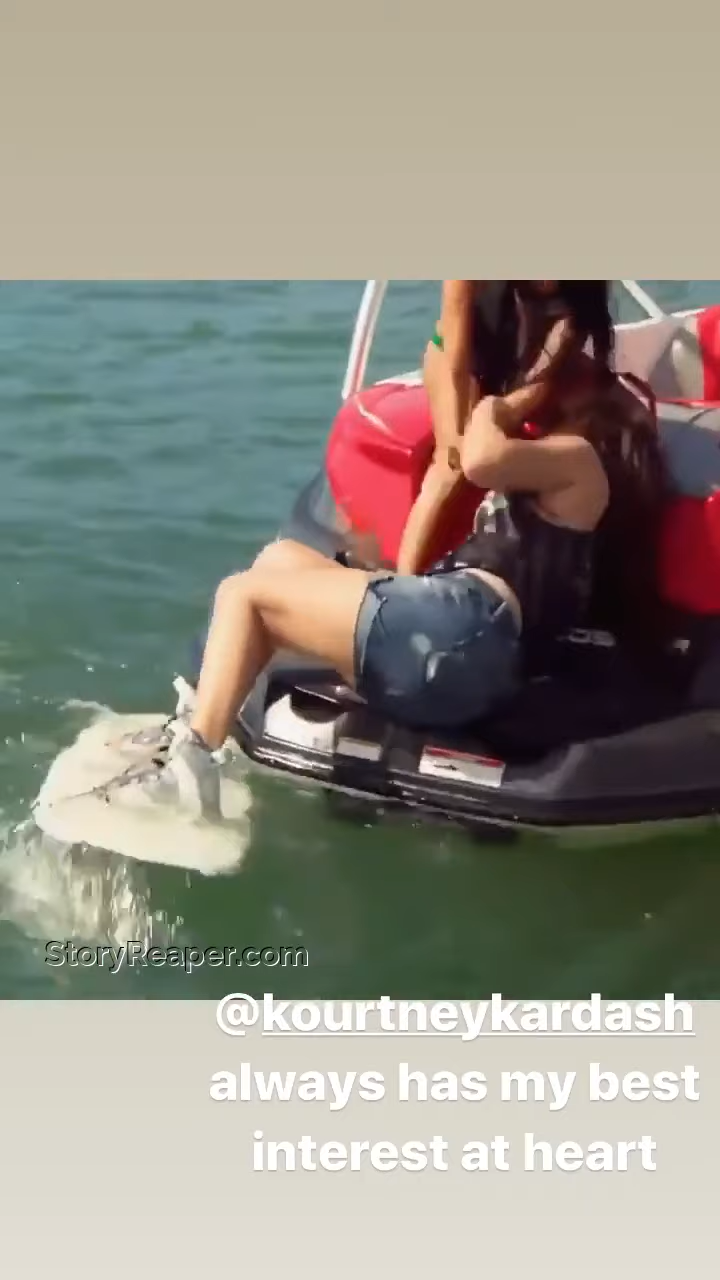 StoryReaper.com
@kourtneykardash
always has my best
interest at heart